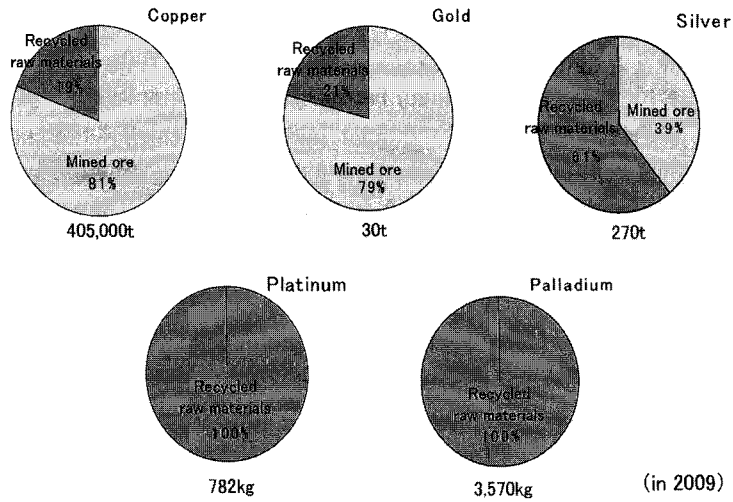 Copper
Recycled
raw materials
19%
Mined ore
81%
405,000t
Gold
Recycled
raw materials
21%
Mined ore
79%
30t
Silver
Recycled
raw materials
61%
Mined ore
39%
270t
Platinum
Recycled
raw materials
100%
782kg
Palladium
Recycled
raw materials
100%
3,570kg
(in 2009)